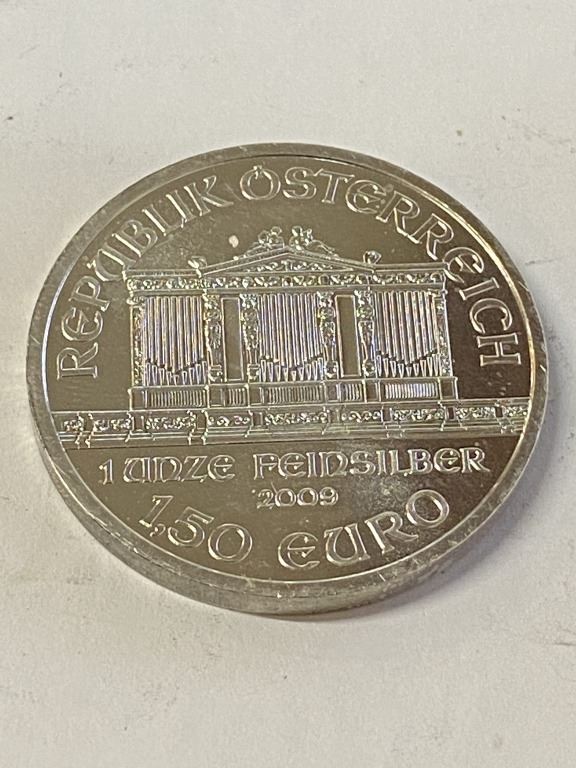 REPUBLIK ÖSTERREICH
1 UNZE FEINSILBER
2009
1,50 EURO